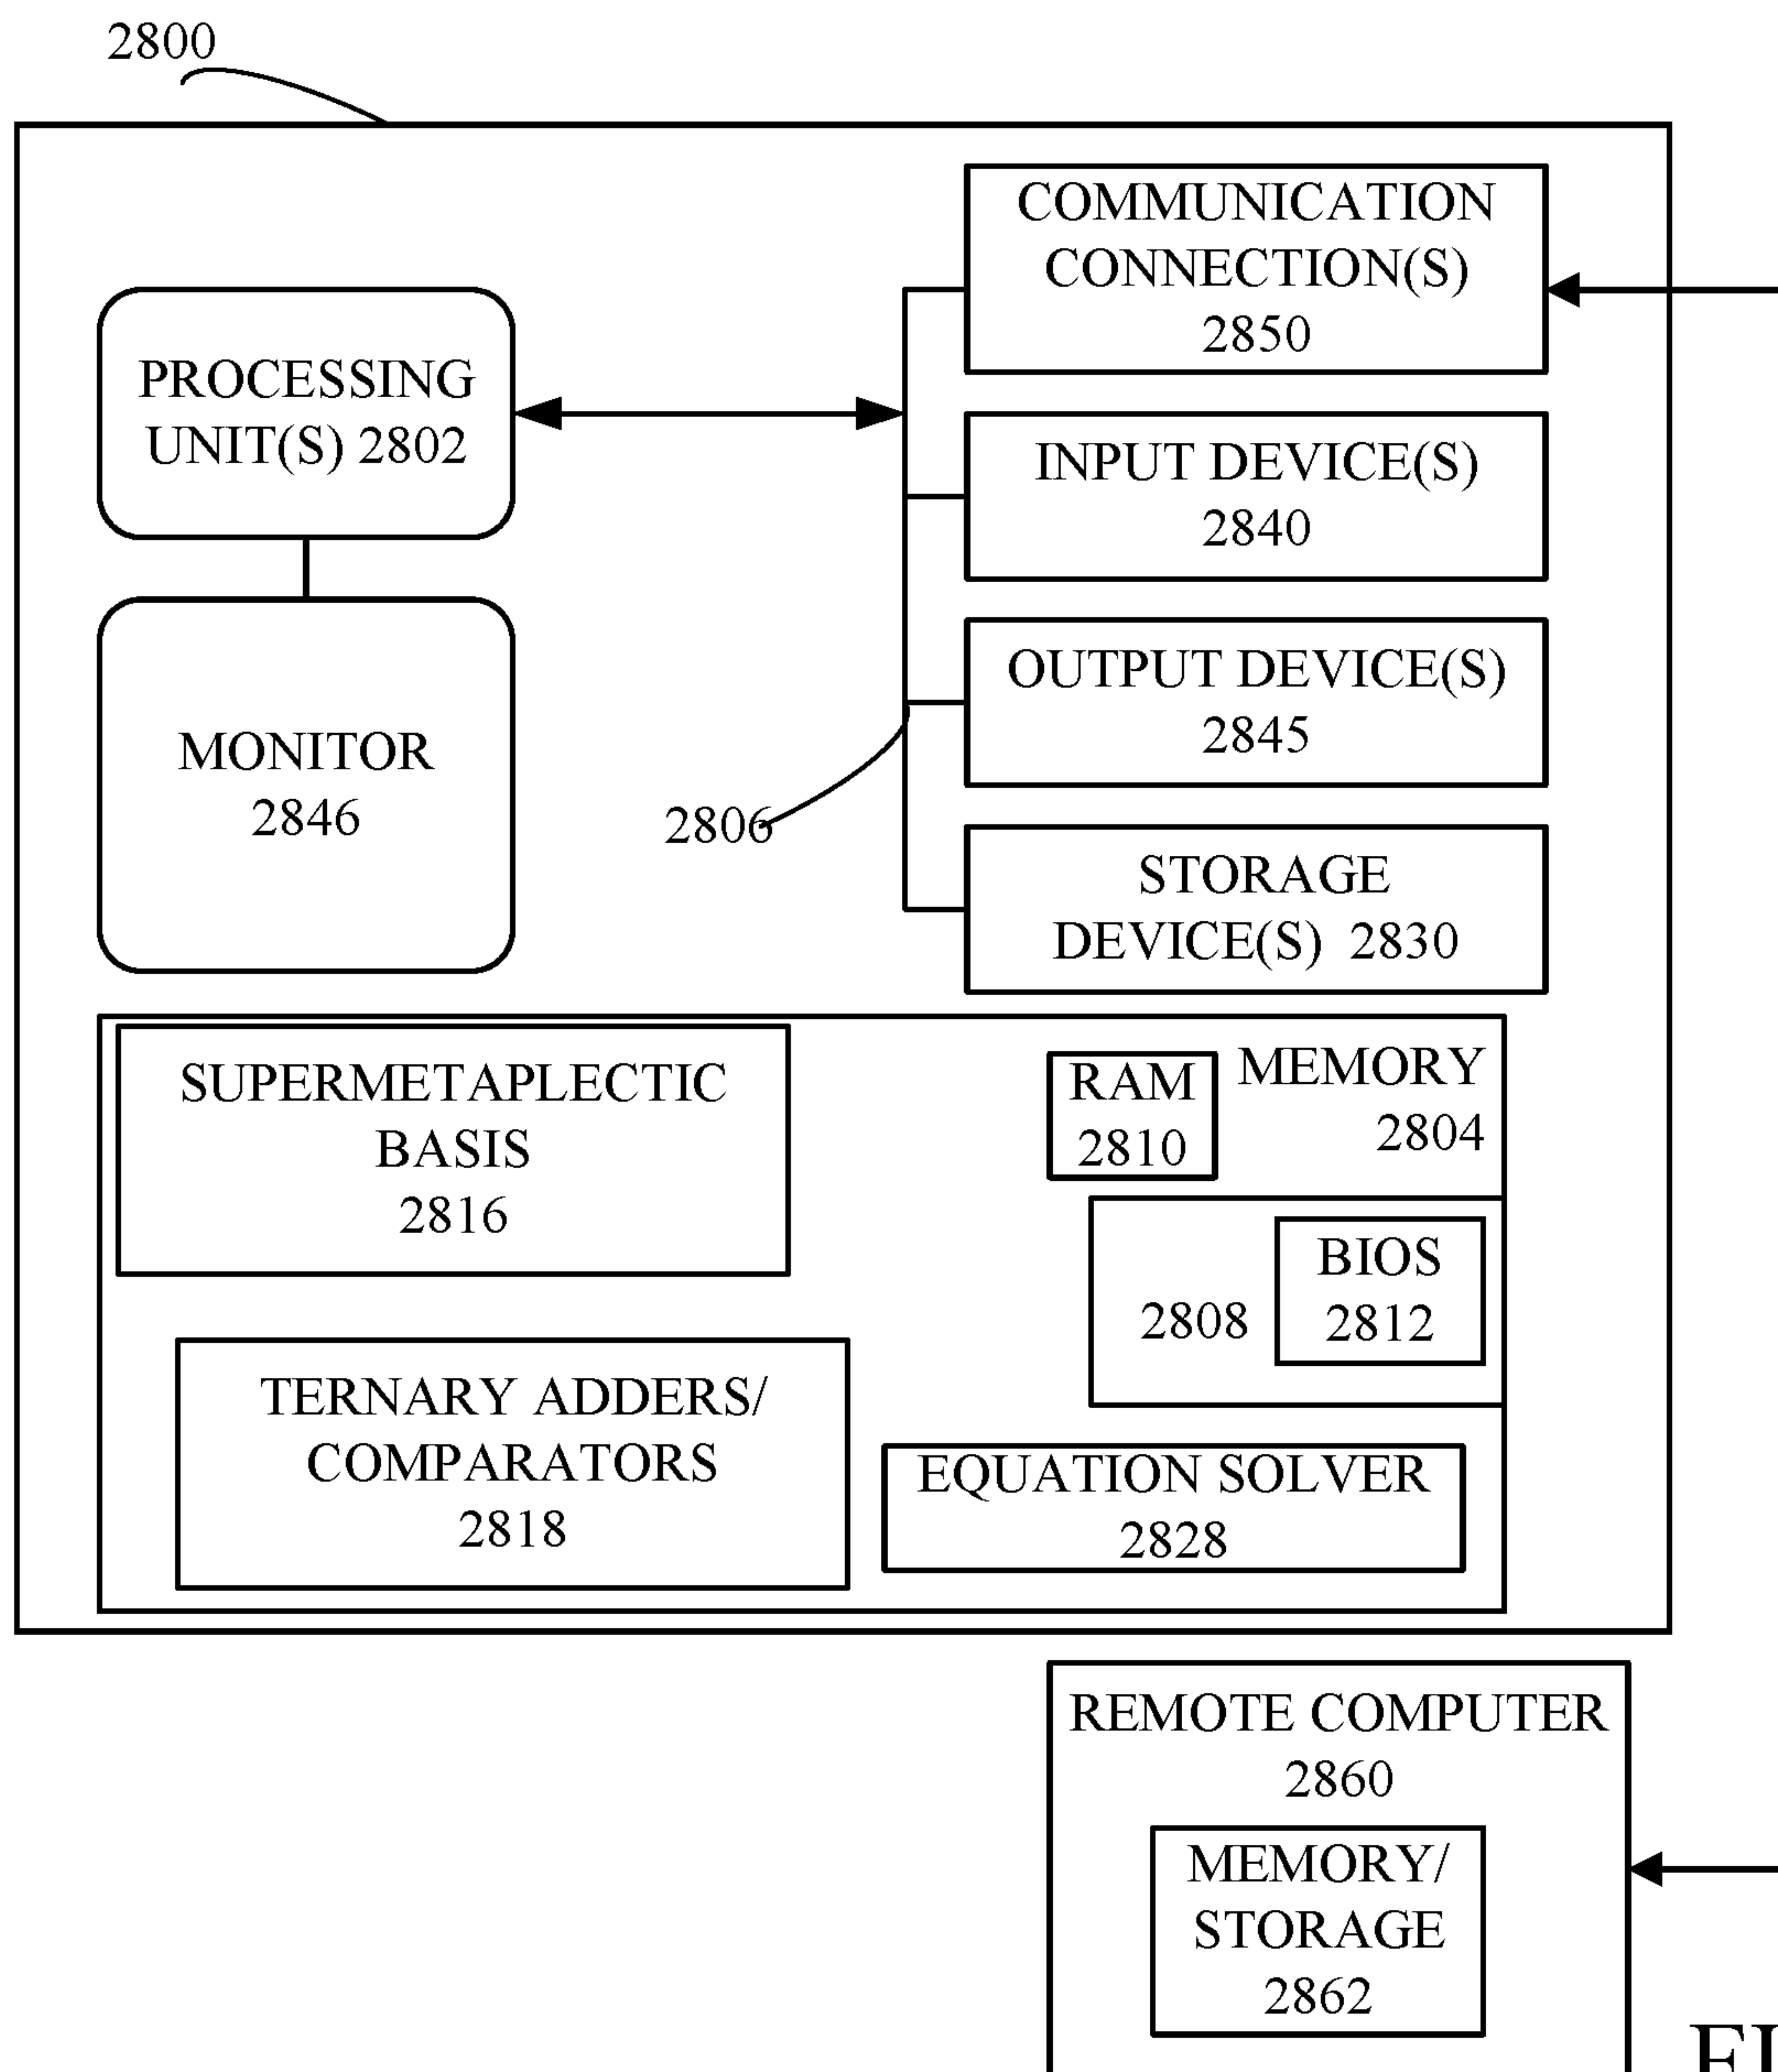 2800
COMMUNICATION
CONNECTION(S)
2850
PROCESSING
UNIT(S) 2802
INPUT DEVICE(S)
2840
OUTPUT DEVICE(S)
2845
MONITOR
2846
2806
STORAGE
DEVICE(S) 2830
SUPERMETAPLECTIC
BASIS
2816
RAM
2810
MEMORY
2804
2808
BIOS
2812
TERNARY ADDERS/
COMPARATORS
2818
EQUATION SOLVER
2828
REMOTE COMPUTER
2860
MEMORY/
STORAGE
2862